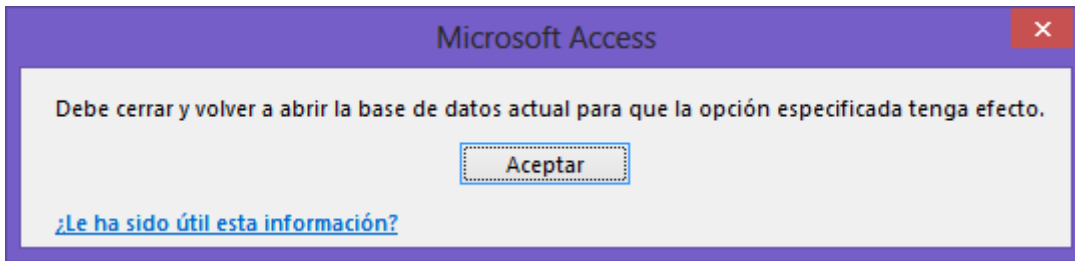 Microsoft Access
Debe cerrar y volver a abrir la base de datos actual para que la opción especificada tenga efecto.
Aceptar
¿Le ha sido útil esta información?